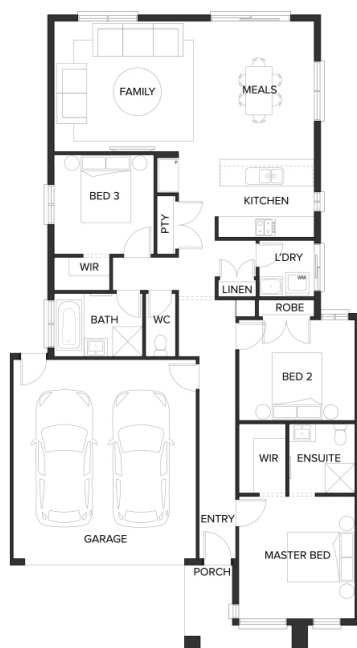 FAMILY
MEALS
BED 3
PTY
KITCHEN
WIR
L'DRY
WM
LINEN
ROBE
BATH
WC
BED 2
WIR
ENSUITE
ENTRY
GARAGE
MASTER BED
PORCH